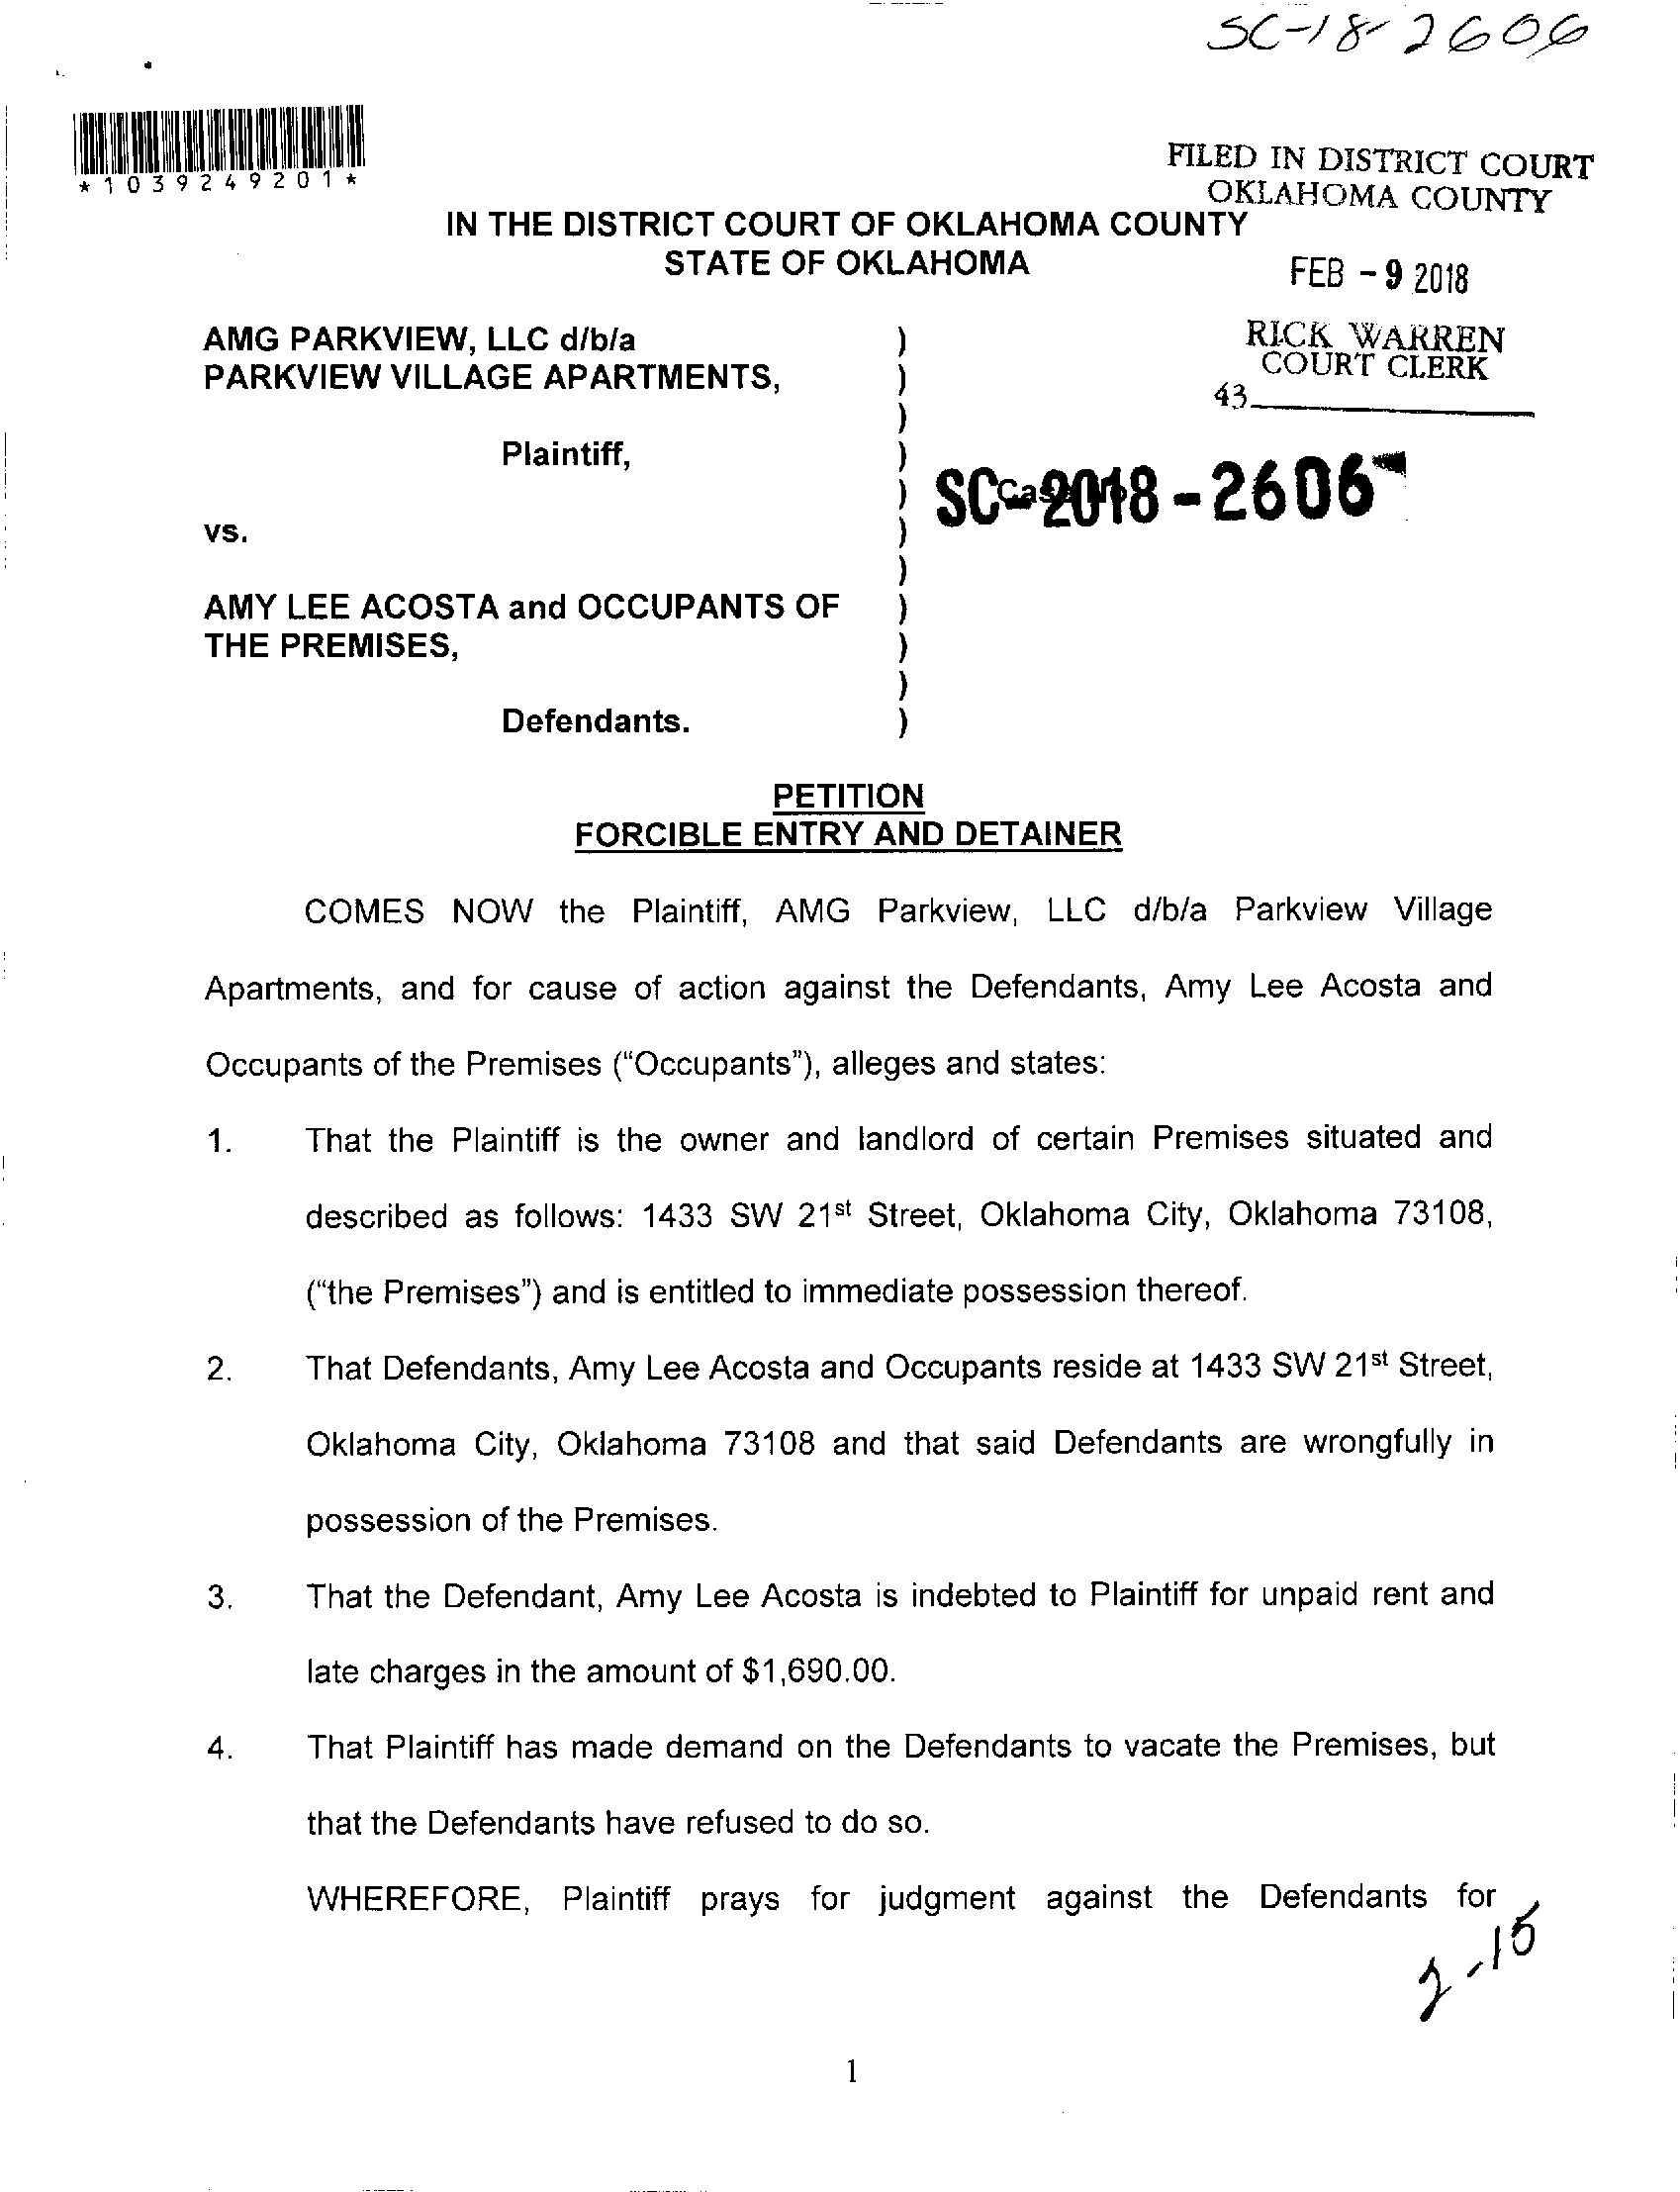 SC-18-2606
*1039249201*
FILED IN DISTRICT COURT
OKLAHOMA COUNTY
IN THE DISTRICT COURT OF OKLAHOMA COUNTY
STATE OF OKLAHOMA
FEB - 9 2018
RICK WARREN
COURT CLERK
43
AMG PARKVIEW, LLC d/b/a )
PARKVIEW VILLAGE APARTMENTS, )
)
Plaintiff, )
) SC-2018-2606
vs. )
)
AMY LEE ACOSTA and OCCUPANTS OF )
THE PREMISES, )
)
Defendants. )
PETITION
FORCIBLE ENTRY AND DETAINER
COMES NOW the Plaintiff, AMG Parkview, LLC d/b/a Parkview Village
Apartments, and for cause of action against the Defendants, Amy Lee Acosta and
Occupants of the Premises ("Occupants"), alleges and states:
1. That the Plaintiff is the owner and landlord of certain Premises situated and
described as follows: 1433 SW 21st Street, Oklahoma City, Oklahoma 73108,
("the Premises") and is entitled to immediate possession thereof.
2. That Defendants, Amy Lee Acosta and Occupants reside at 1433 SW 21st Street,
Oklahoma City, Oklahoma 73108 and that said Defendants are wrongfully in
possession of the Premises.
3. That the Defendant, Amy Lee Acosta is indebted to Plaintiff for unpaid rent and
late charges in the amount of $1,690.00.
4. That Plaintiff has made demand on the Defendants to vacate the Premises, but
that the Defendants have refused to do so.
WHEREFORE, Plaintiff prays for judgment against the Defendants for
2-15
1